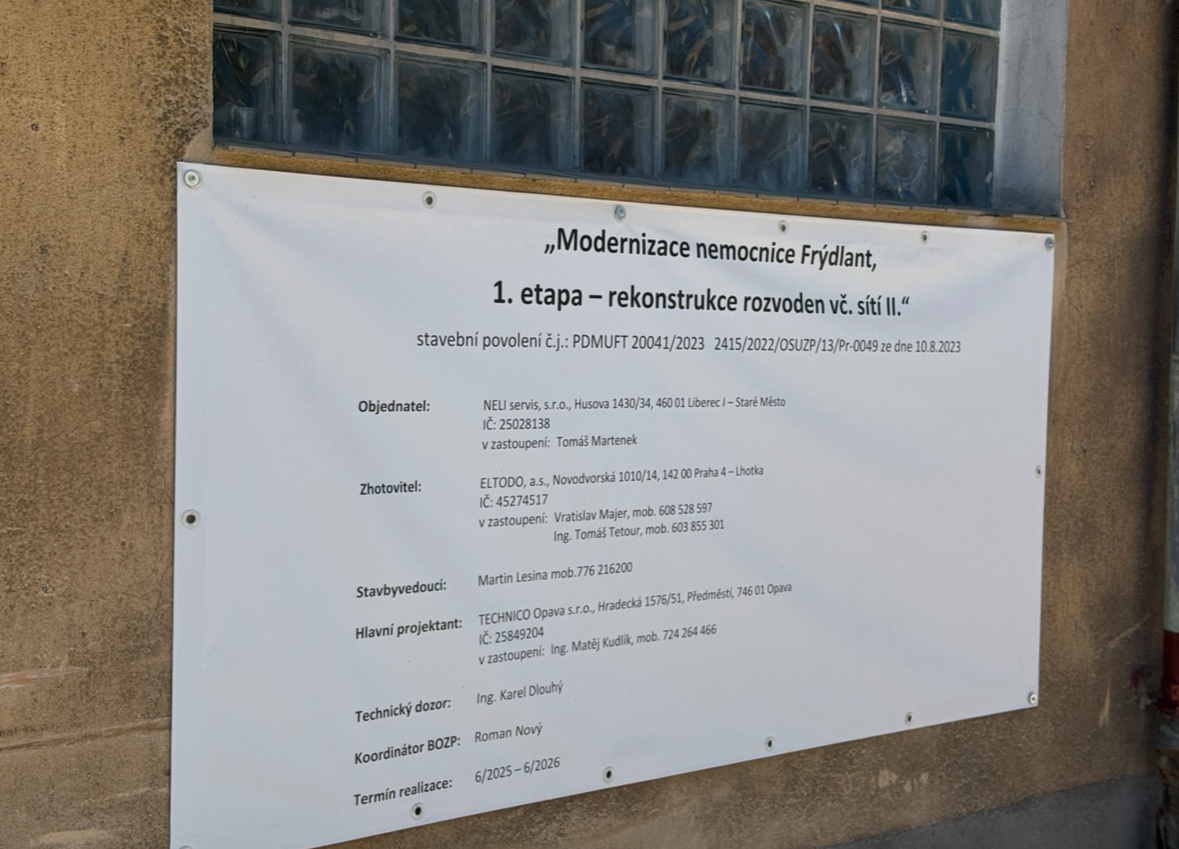 „Modernizace nemocnice Frýdlant,
1. etapa – rekonstrukce rozvoden vč. sítí II.“
stavební povolení č.j.: PDMUFT 20041/2023 2415/2022/OSUZP/13/Pr-0049 ze dne 10.8.2023
Objednatel: NELI servis, s.r.o., Husova 1430/34, 460 01 Liberec I – Staré Město
IČ: 25028138
v zastoupení: Tomáš Martenek
Zhotovitel: ELTODO, a.s., Novodvorská 1010/14, 142 00 Praha 4 – Lhotka
IČ: 45274517
v zastoupení: Vratislav Majer, mob. 608 528 597
Ing. Tomáš Tetour, mob. 603 855 301
Stavbyvedoucí: Martin Lesina mob.776 216200
Hlavní projektant: TECHNICO Opava s.r.o., Hradecká 1576/51, Předměstí, 746 01 Opava
IČ: 25849204
v zastoupení: Ing. Matěj Kudlík, mob. 724 264 466
Technický dozor: Ing. Karel Dlouhý
Koordinátor BOZP: Roman Nový
Termín realizace: 6/2025 – 6/2026